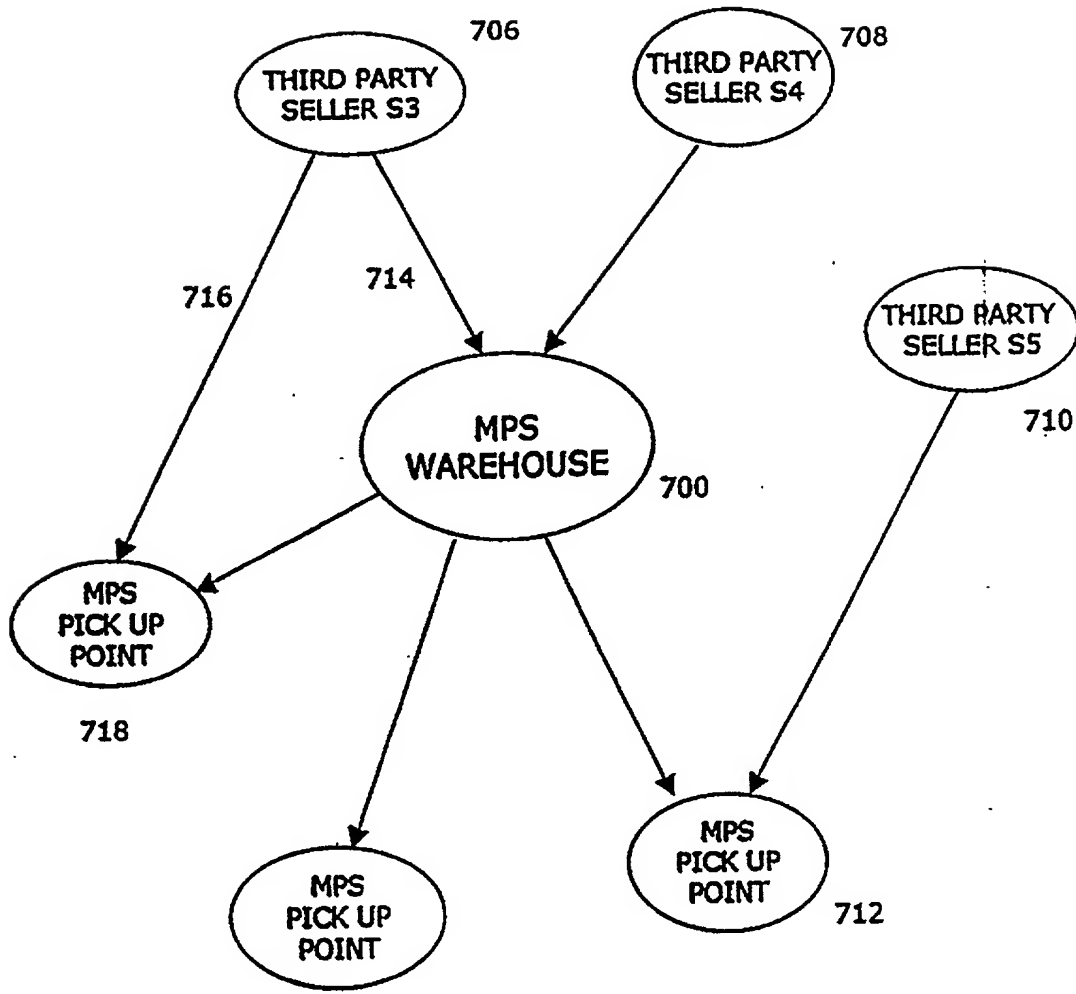 706
THIRD PARTY
SELLER S3
708
THIRD PARTY
SELLER S4
716
714
THIRD PARTY
SELLER S5
710
MPS
WAREHOUSE
700
MPS
PICK UP
POINT
718
MPS
PICK UP
POINT
MPS
PICK UP
POINT
712